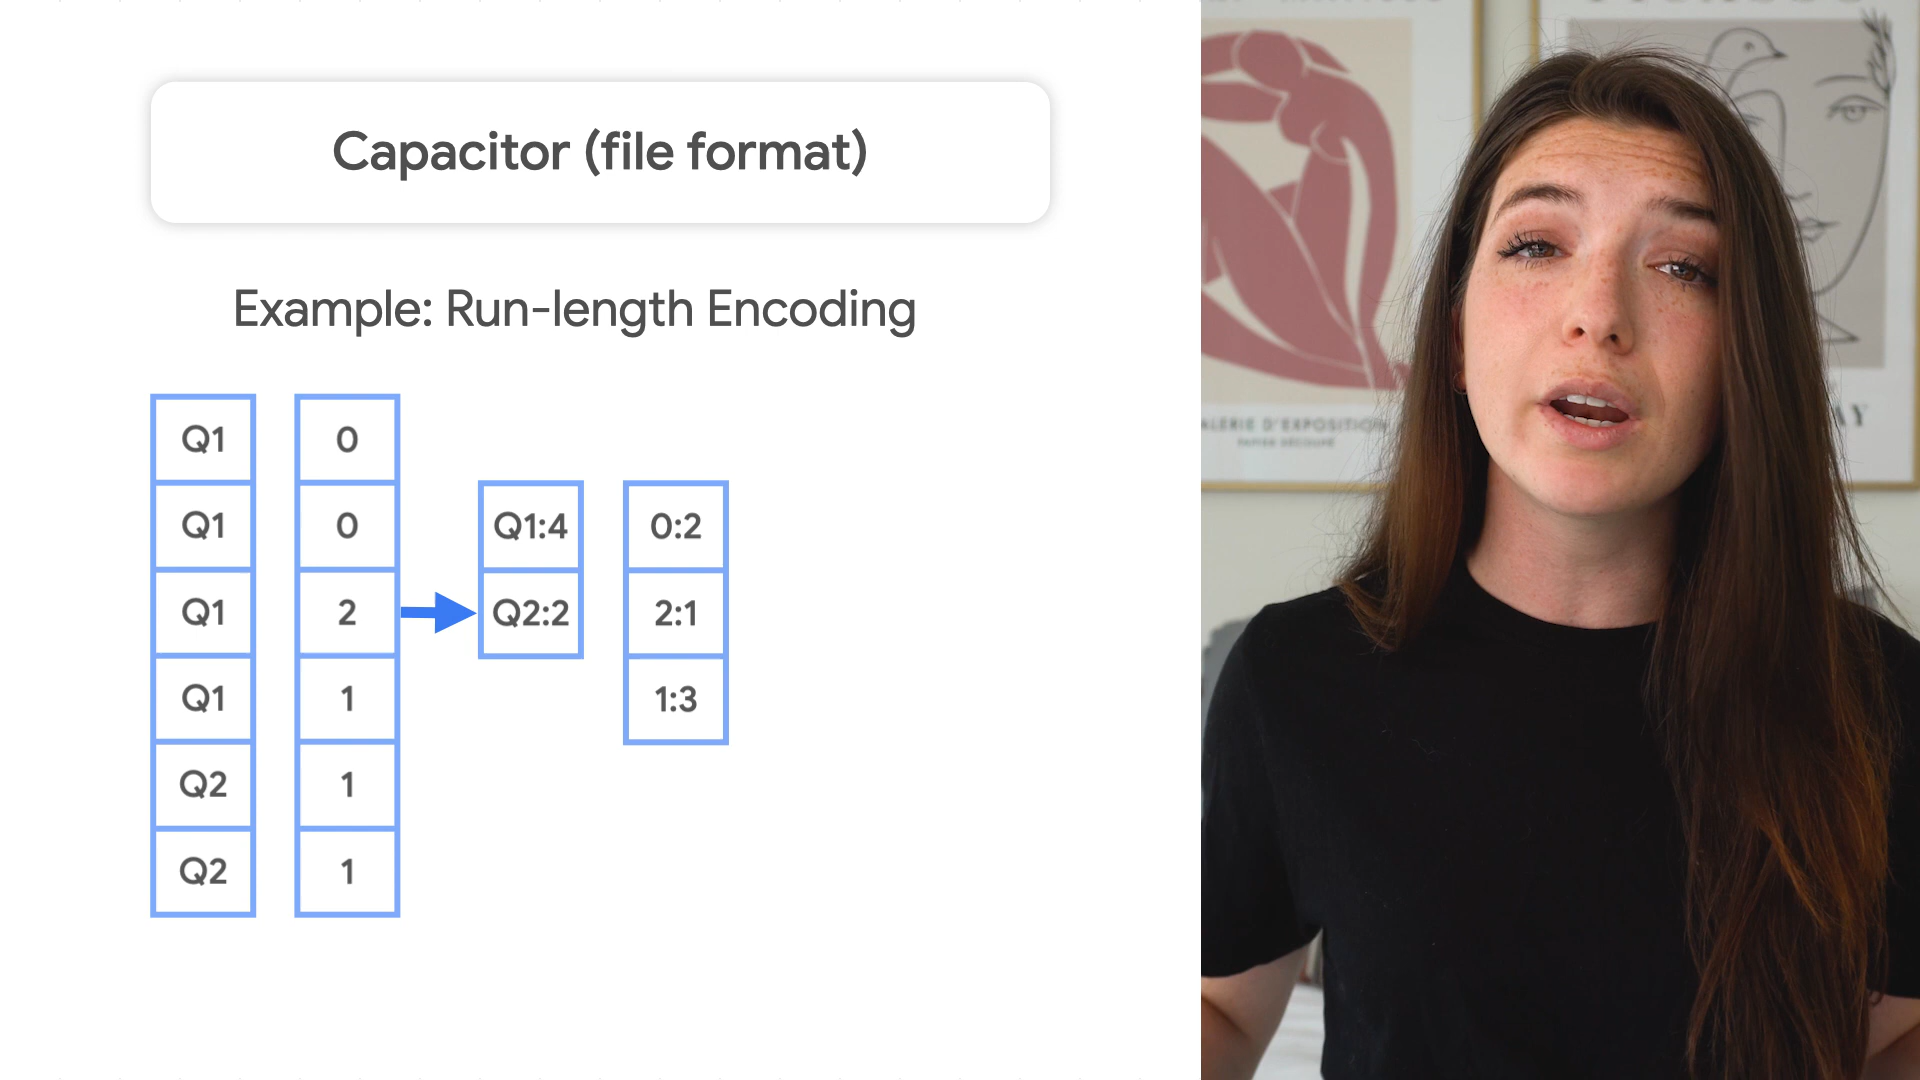 Capacitor (file format)
Example: Run-length Encoding
Q1 0
Q1 0 Q1:4 0:2
Q1 2 Q2:2 2:1
Q1 1 1:3
Q2 1
Q2 1
D'EXPOSITION